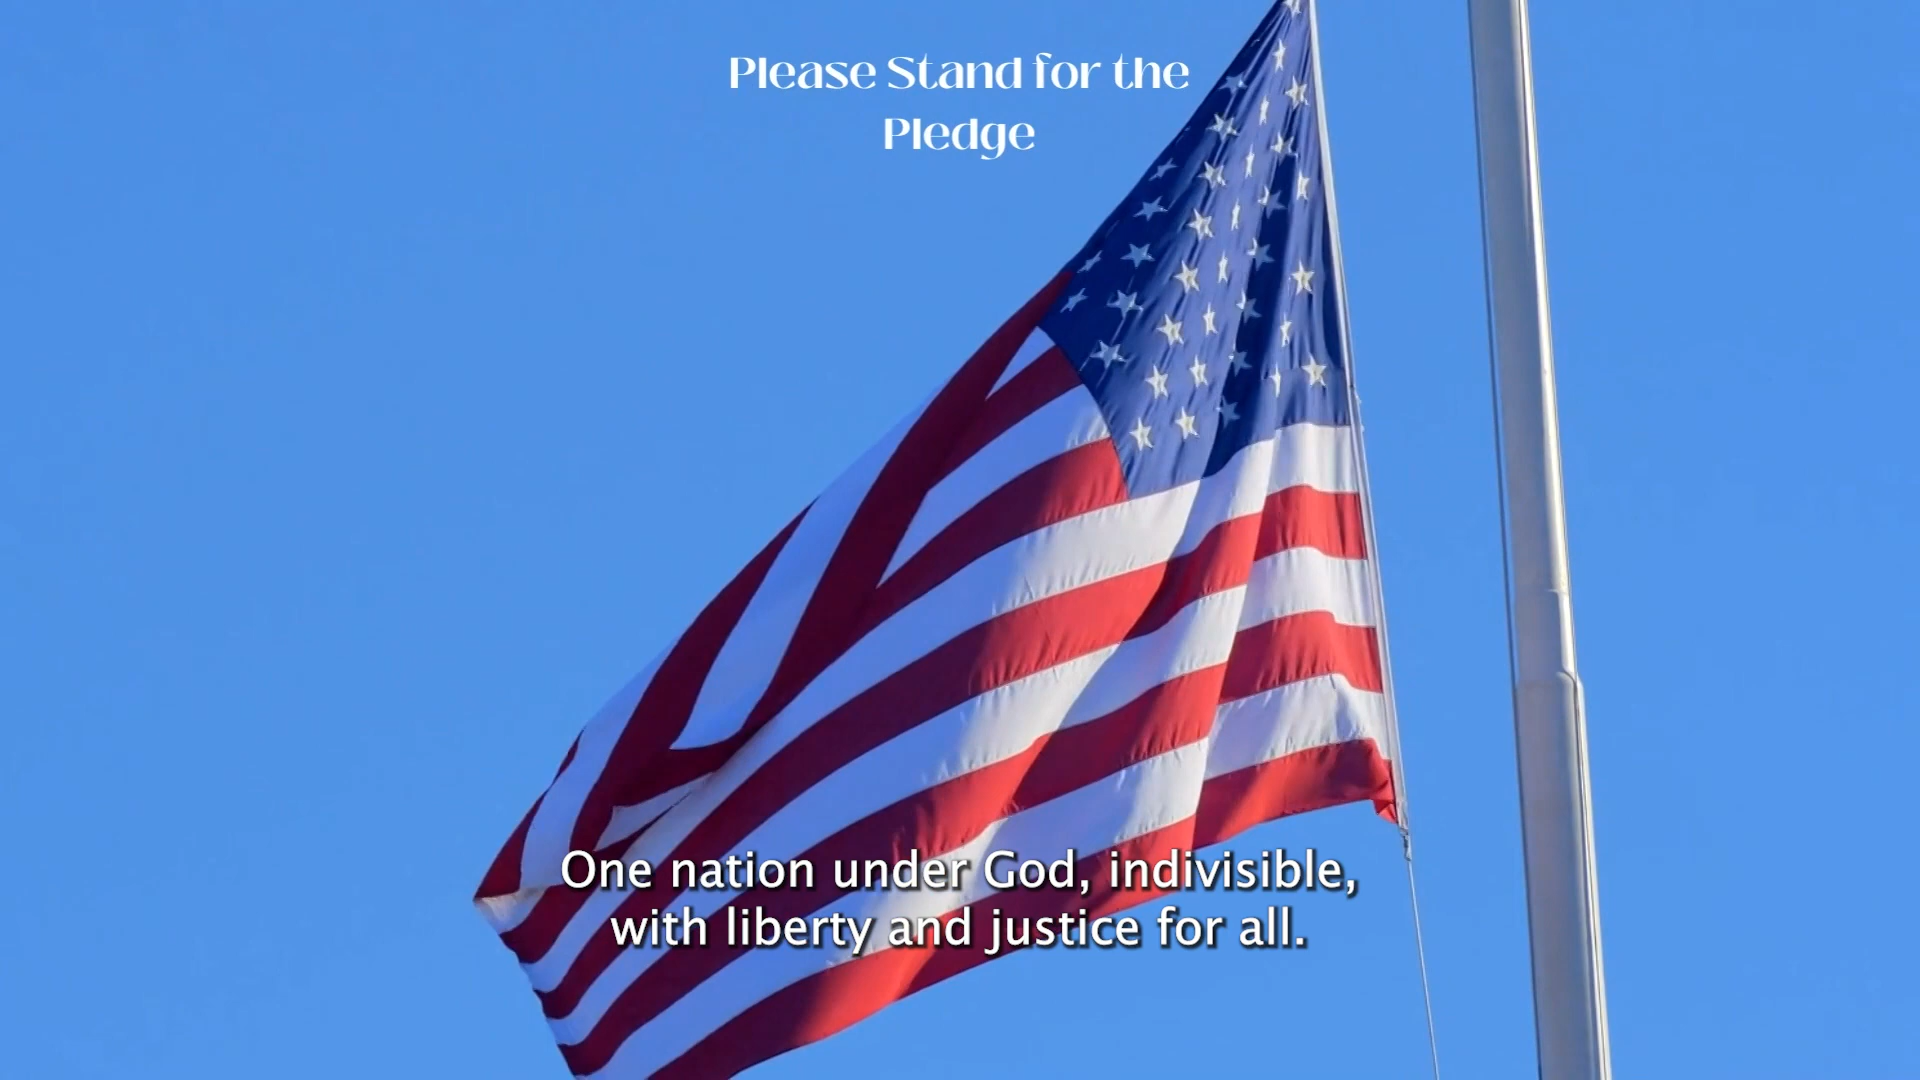 Please Stand for the
Pledge
One nation under God, indivisible,
with liberty and justice for all.